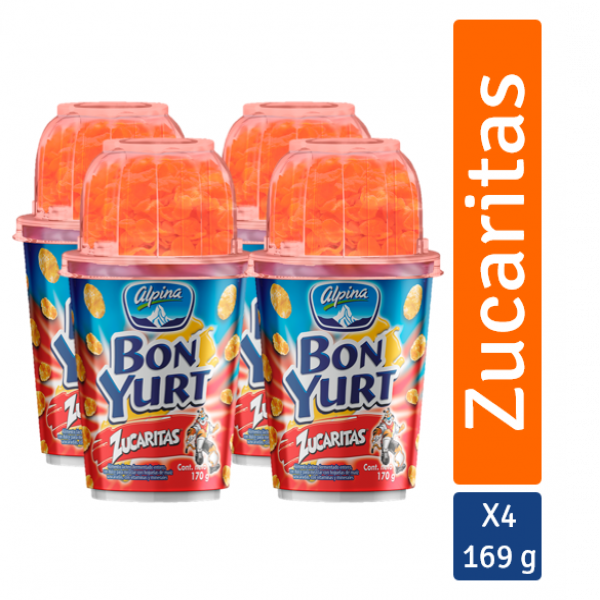 alpina
BON
YURT
ZUCARITAS
Cont.
170 g
alpina
BON
YURT
ZUCARITAS
Cont.
170 g
Zucaritas
X4
169 g